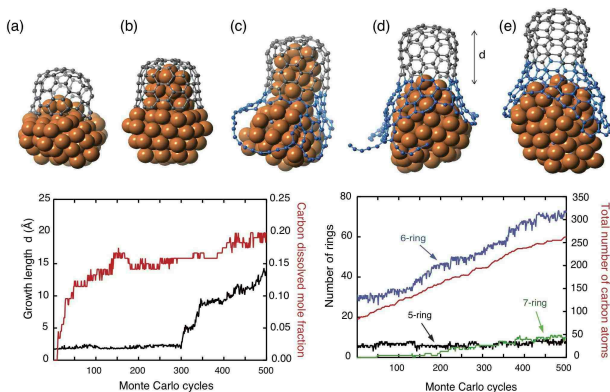 (a) (b) (c) (d) (e)
d
Growth length d (Å)
25
20
15
10
5
0
0.25
0.20
0.15
0.10
0.05
0.00
Carbon dissolved mole fraction
0 100 200 300 400 500
Monte Carlo cycles
Number of rings
80
60
40
20
0
6-ring
5-ring
7-ring
350
300
250
200
150
100
50
0
Total number of carbon atoms
0 100 200 300 400 500
Monte Carlo cycles